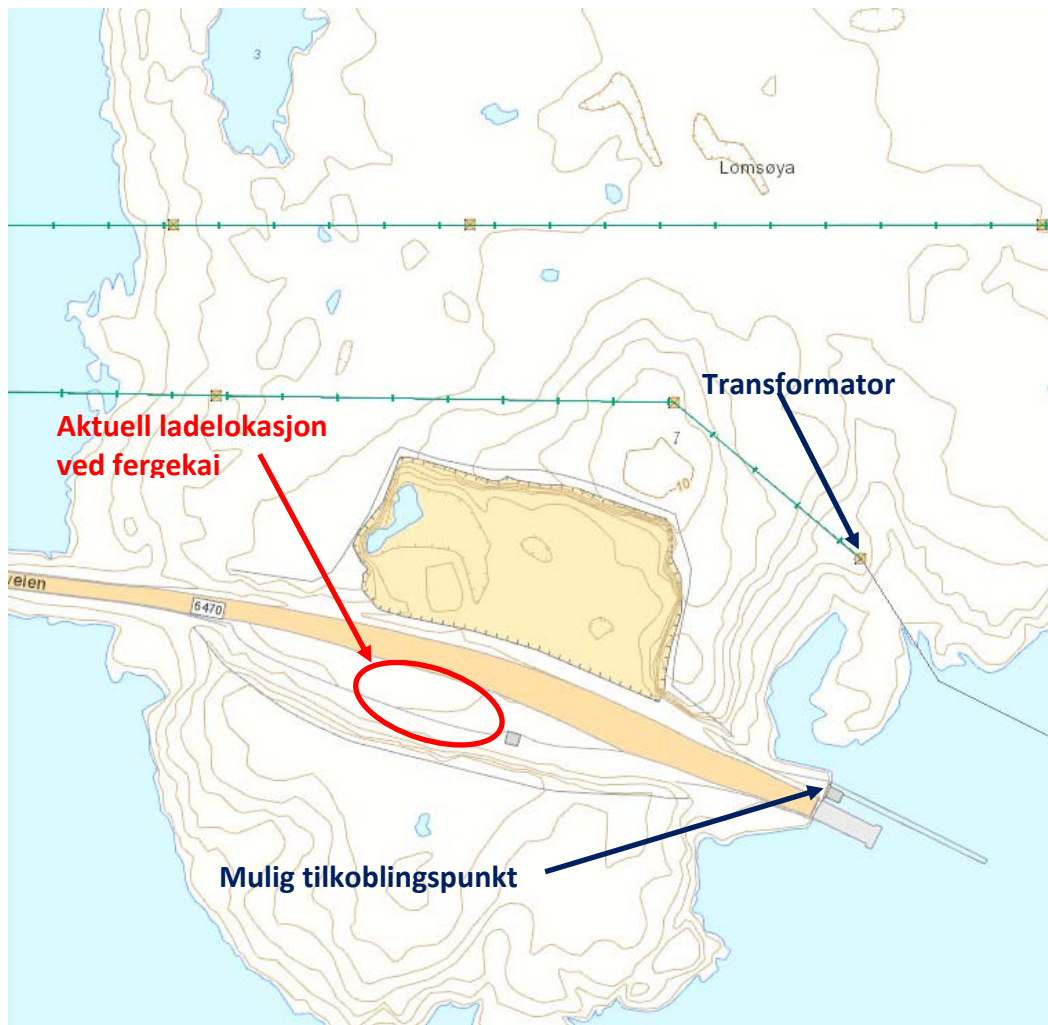 3
Lomsøya
Transformator
7
Aktuell ladelokasjon
ved fergekai
10
veien
6470
Mulig tilkoblingspunkt